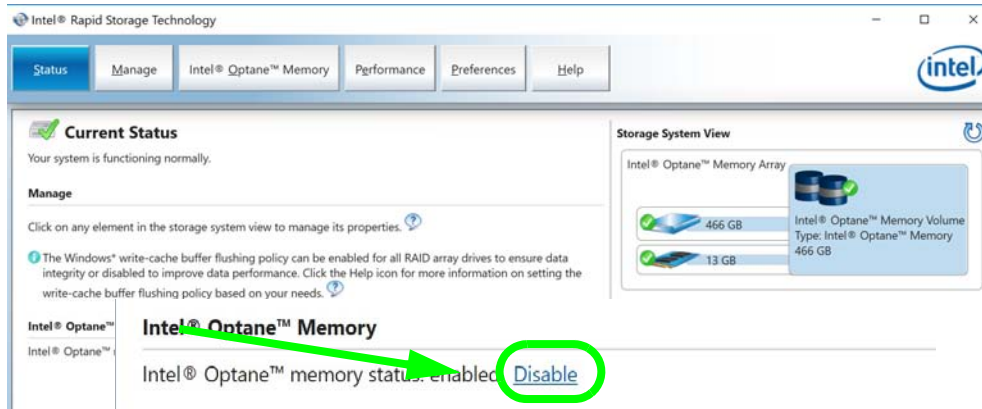 Intel® Rapid Storage Technology
Status Manage Intel® Optane™ Memory Performance Preferences Help
intel
Current Status
Your system is functioning normally.
Manage
Click on any element in the storage system view to manage its properties.
The Windows* write-cache buffer flushing policy can be enabled for all RAID array drives to ensure data
integrity or disabled to improve data performance. Click the Help icon for more information on setting the
write-cache buffer flushing policy based on your needs.
Intel® Optane™
Intel® Optane™
Intel® Optane™ Memory
Intel® Optane™ memory status: enabled Disable
Storage System View
Intel® Optane™ Memory Array
466 GB
13 GB
Intel® Optane™ Memory Volume
Type: Intel® Optane™ Memory
466 GB